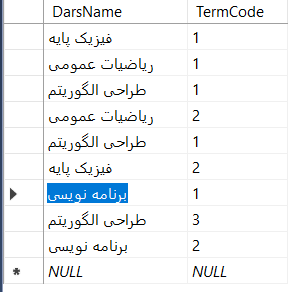 DarsName TermCode
فیزیک پایه 1
ریاضیات عمومی 1
طراحی الگوریتم 1
ریاضیات عمومی 2
طراحی الگوریتم 1
فیزیک پایه 2
برنامه نویسی 1
طراحی الگوریتم 3
برنامه نویسی 2
NULL NULL